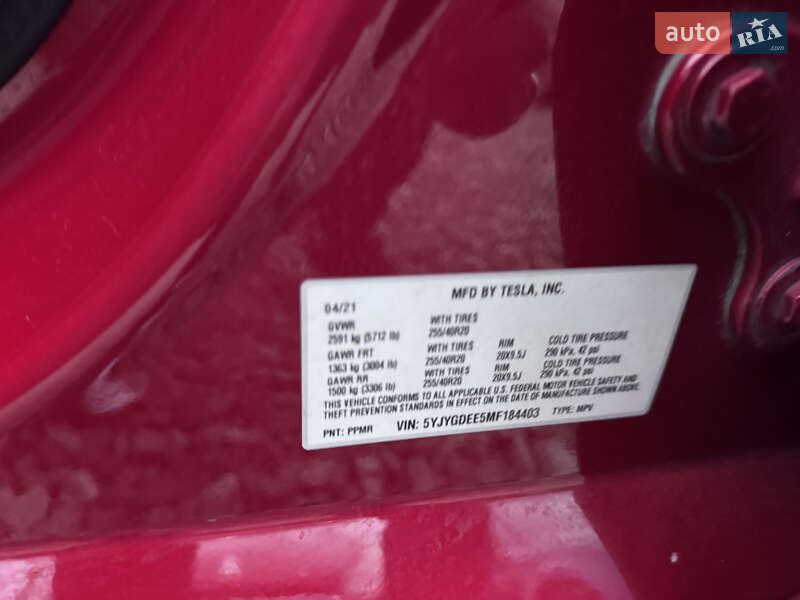 auto RIA.com
04/21 MFD BY TESLA, INC.
GVWR WITH TIRES
2591 kg (5712 lb) 255/40R20
GAWR FRT WITH TIRES RIM COLD TIRE PRESSURE
1363 kg (3004 lb) 255/40R20 20X9.5J 290 kPa, 42 psi
GAWR RR WITH TIRES RIM COLD TIRE PRESSURE
1500 kg (3306 lb) 255/40R20 20X9.5J 290 kPa, 42 psi
THIS VEHICLE CONFORMS TO ALL APPLICABLE U.S. FEDERAL MOTOR VEHICLE SAFETY AND
THEFT PREVENTION STANDARDS IN EFFECT ON THE DATE OF MANUFACTURE SHOWN ABOVE.
PNT: PPMR VIN: 5YJYGDEE5MF184403 TYPE: MPV